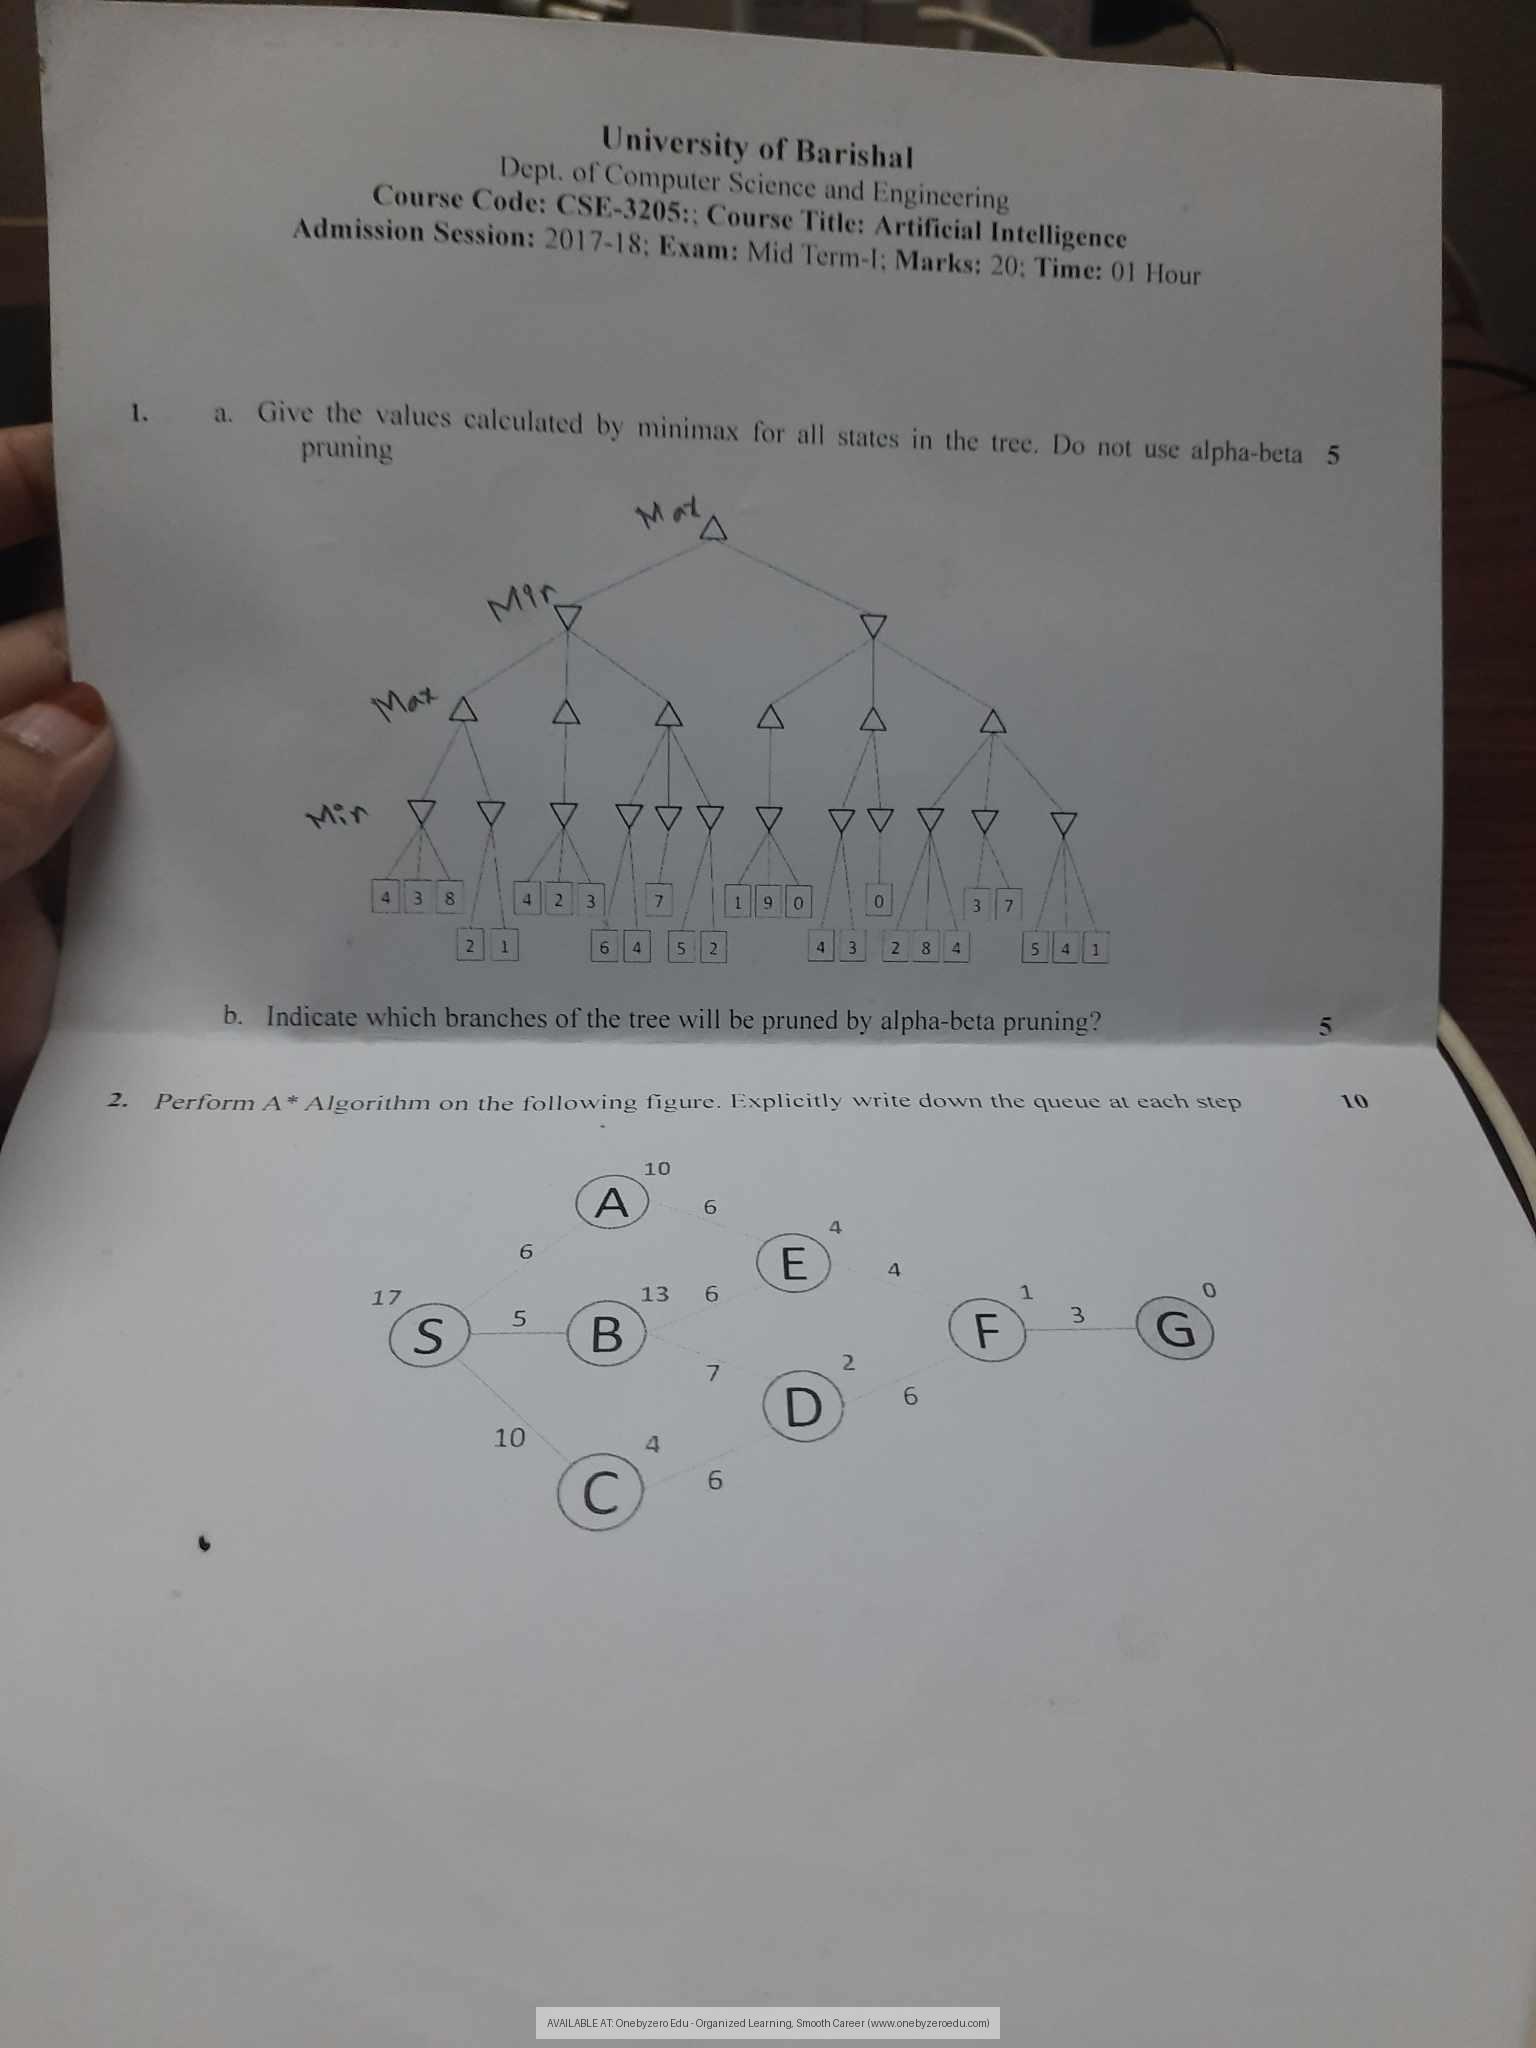 University of Barishal
Dept. of Computer Science and Engineering
Course Code: CSE-3205:; Course Title: Artificial Intelligence
Admission Session: 2017-18; Exam: Mid Term-I; Marks: 20; Time: 01 Hour
1. a. Give the values calculated by minimax for all states in the tree. Do not use alpha-beta 5
pruning
Max
Min
Max
Min
4 3 8 4 2 3 7 1 9 0 0 3 7
2 1 6 4 5 2 4 3 2 8 4 5 4 1
b. Indicate which branches of the tree will be pruned by alpha-beta pruning? 5
2. Perform A* Algorithm on the following figure. Explicitly write down the queue at each step 10
10
A 6
4
6 E 4
17 13 6 1 0
S 5 B F 3 G
7 2
D 6
10 4
C 6
AVAILABLE AT: Onebyzero Edu - Organized Learning, Smooth Career (www.onebyzeroedu.com)